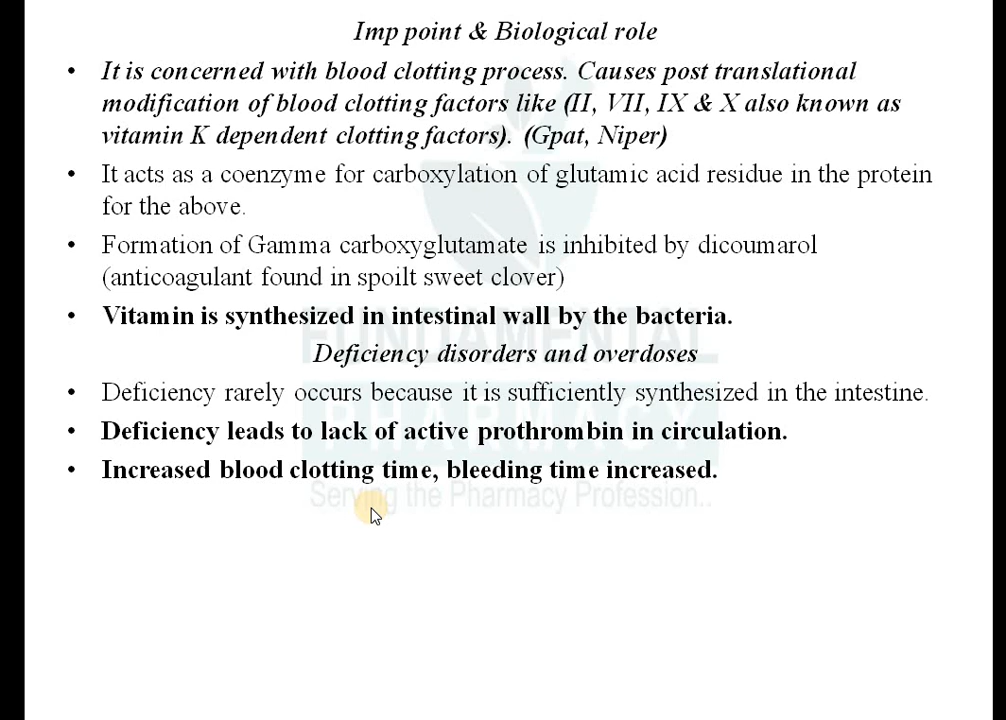 Imp point & Biological role
• It is concerned with blood clotting process. Causes post translational
modification of blood clotting factors like (II, VII, IX & X also known as
vitamin K dependent clotting factors). (Gpat, Niper)
• It acts as a coenzyme for carboxylation of glutamic acid residue in the protein
for the above.
• Formation of Gamma carboxyglutamate is inhibited by dicoumarol
(anticoagulant found in spoilt sweet clover)
• Vitamin is synthesized in intestinal wall by the bacteria.
FUNDAMENTAL
Deficiency disorders and overdoses
• Deficiency rarely occurs because it is sufficiently synthesized in the intestine.
PHARMACY
• Deficiency leads to lack of active prothrombin in circulation.
• Increased blood clotting time, bleeding time increased.
Serving the Pharmacy Profession..